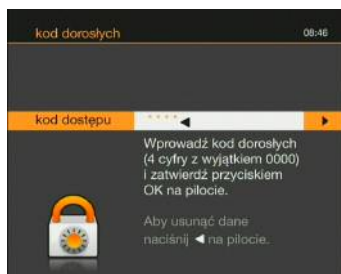 kod dorosłych 08:46
kod dostępu ****◀ ▶
Wprowadź kod dorosłych
(4 cyfry z wyjątkiem 0000)
i zatwierdź przyciskiem
OK na pilocie.
Aby usunąć dane
naciśnij ◀ na pilocie.